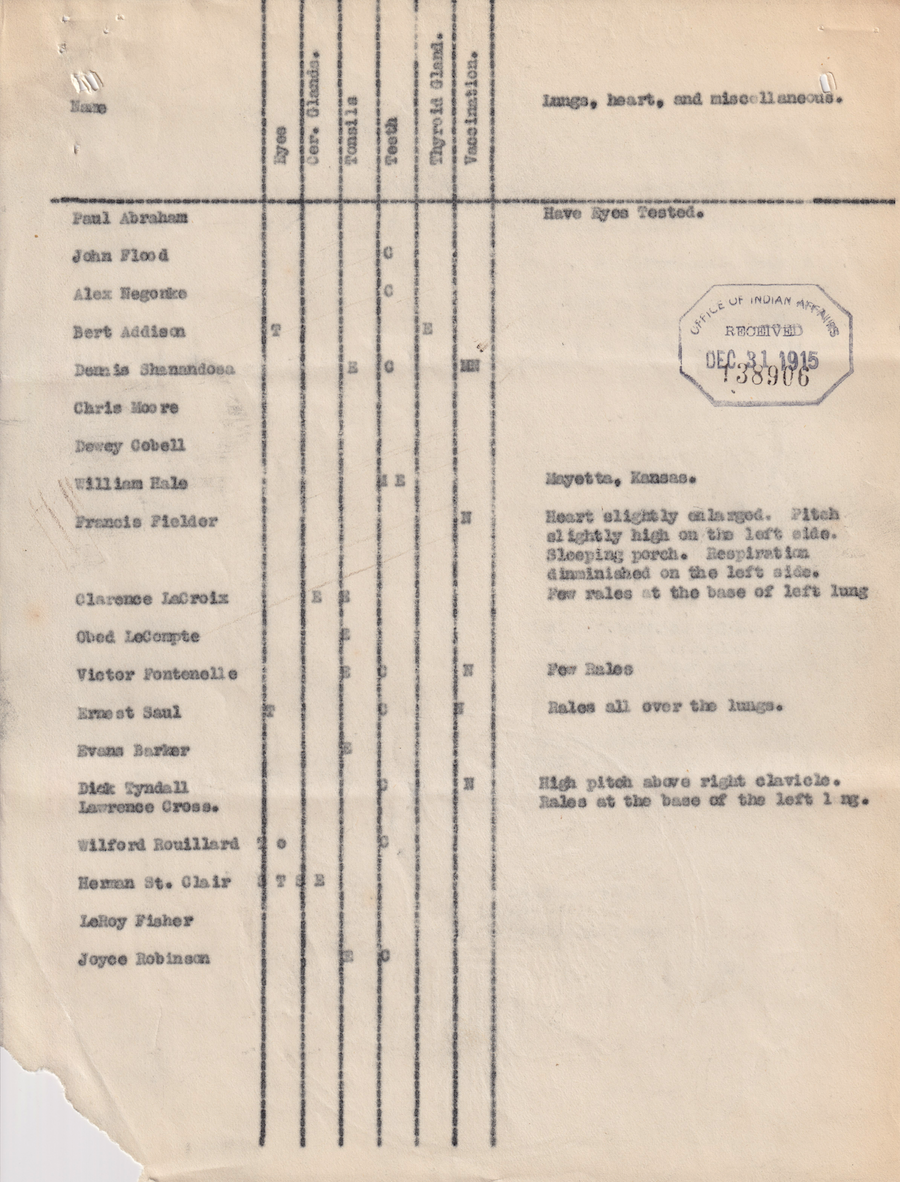 Name Eyes Cer. Glands. Tonsils Teeth Thyroid Gland. Vaccination. Lungs, heart, and miscellaneous.
Paul Abraham Have Eyes Tested.
John Flood C
Alex Negonke C
OFFICE OF INDIAN AFFAIRS
RECEIVED
DEC 31 1915
138906
Bert Addison T E
Dennis Shanandoea E C NN
Chris Moore
Dewey Cobell
William Hale M E Mayetta, Kansas.
Francis Fielder N Heart slightly enlarged. Pitch
slightly high on the left side.
Sleeping porch. Respiration
dimminished on the left side.
Clarence LaCroix E E Few rales at the base of left lung
Obed LeCompte E
Victor Fontenelle E C N Few Rales
Ernest Saul T C N Rales all over the lungs.
Evans Barker E
Dick Tyndall C N High pitch above right clavicle.
Lawrence Cross. Rales at the base of the left l ng.
Wilford Rouillard T o C
Herman St. Clair S T S E
LeRoy Fisher
Joyce Robinson E C